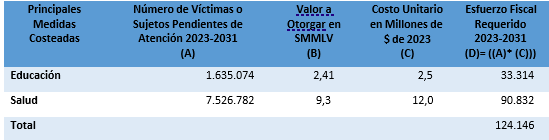 Principales Medidas Costeadas
Número de Víctimas o Sujetos Pendientes de Atención 2023-2031 (A)
Valor a Otorgar en SMMLV (B)
Costo Unitario en Millones de $ de 2023 (C)
Esfuerzo Fiscal Requerido 2023-2031 (D)= ((A)* (C)))
Educación 1.635.074 2,41 2,5 33.314
Salud 7.526.782 9,3 12,0 90.832
Total 124.146